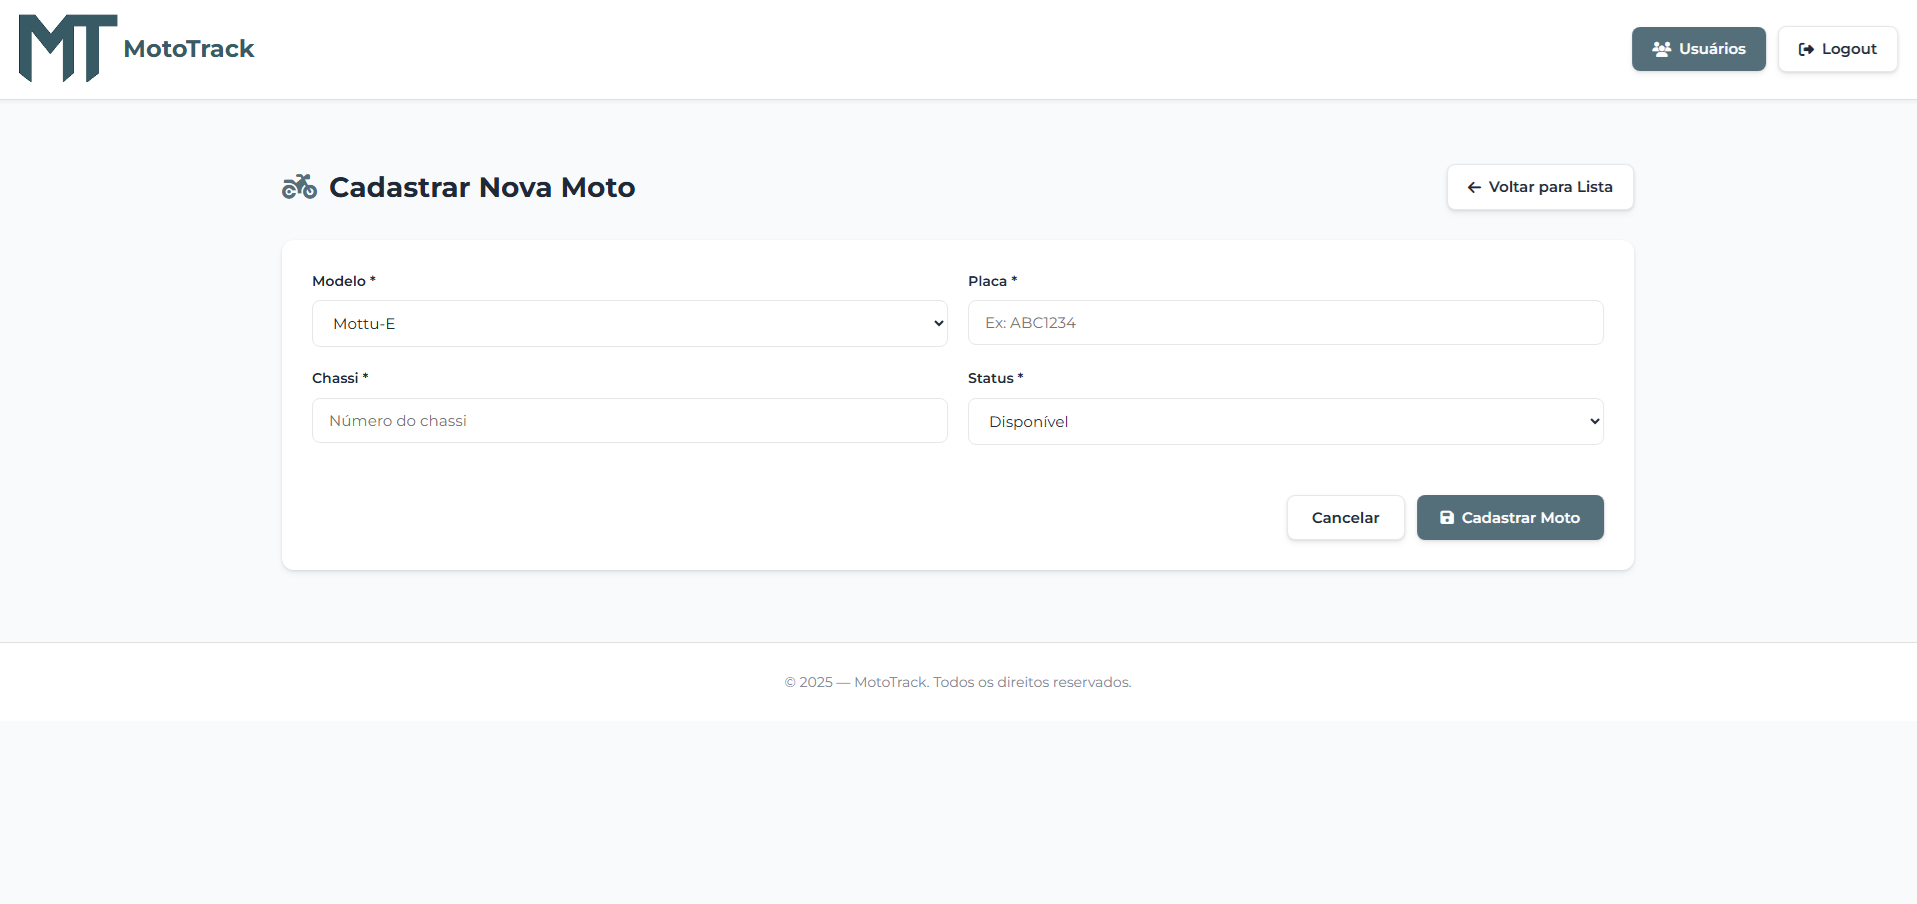 MT MotoTrack
Usuários
Logout
Cadastrar Nova Moto
Voltar para Lista
Modelo *
Placa *
Mottu-E
Ex: ABC1234
Chassi *
Status *
Número do chassi
Disponível
Cancelar
Cadastrar Moto
© 2025 — MotoTrack. Todos os direitos reservados.